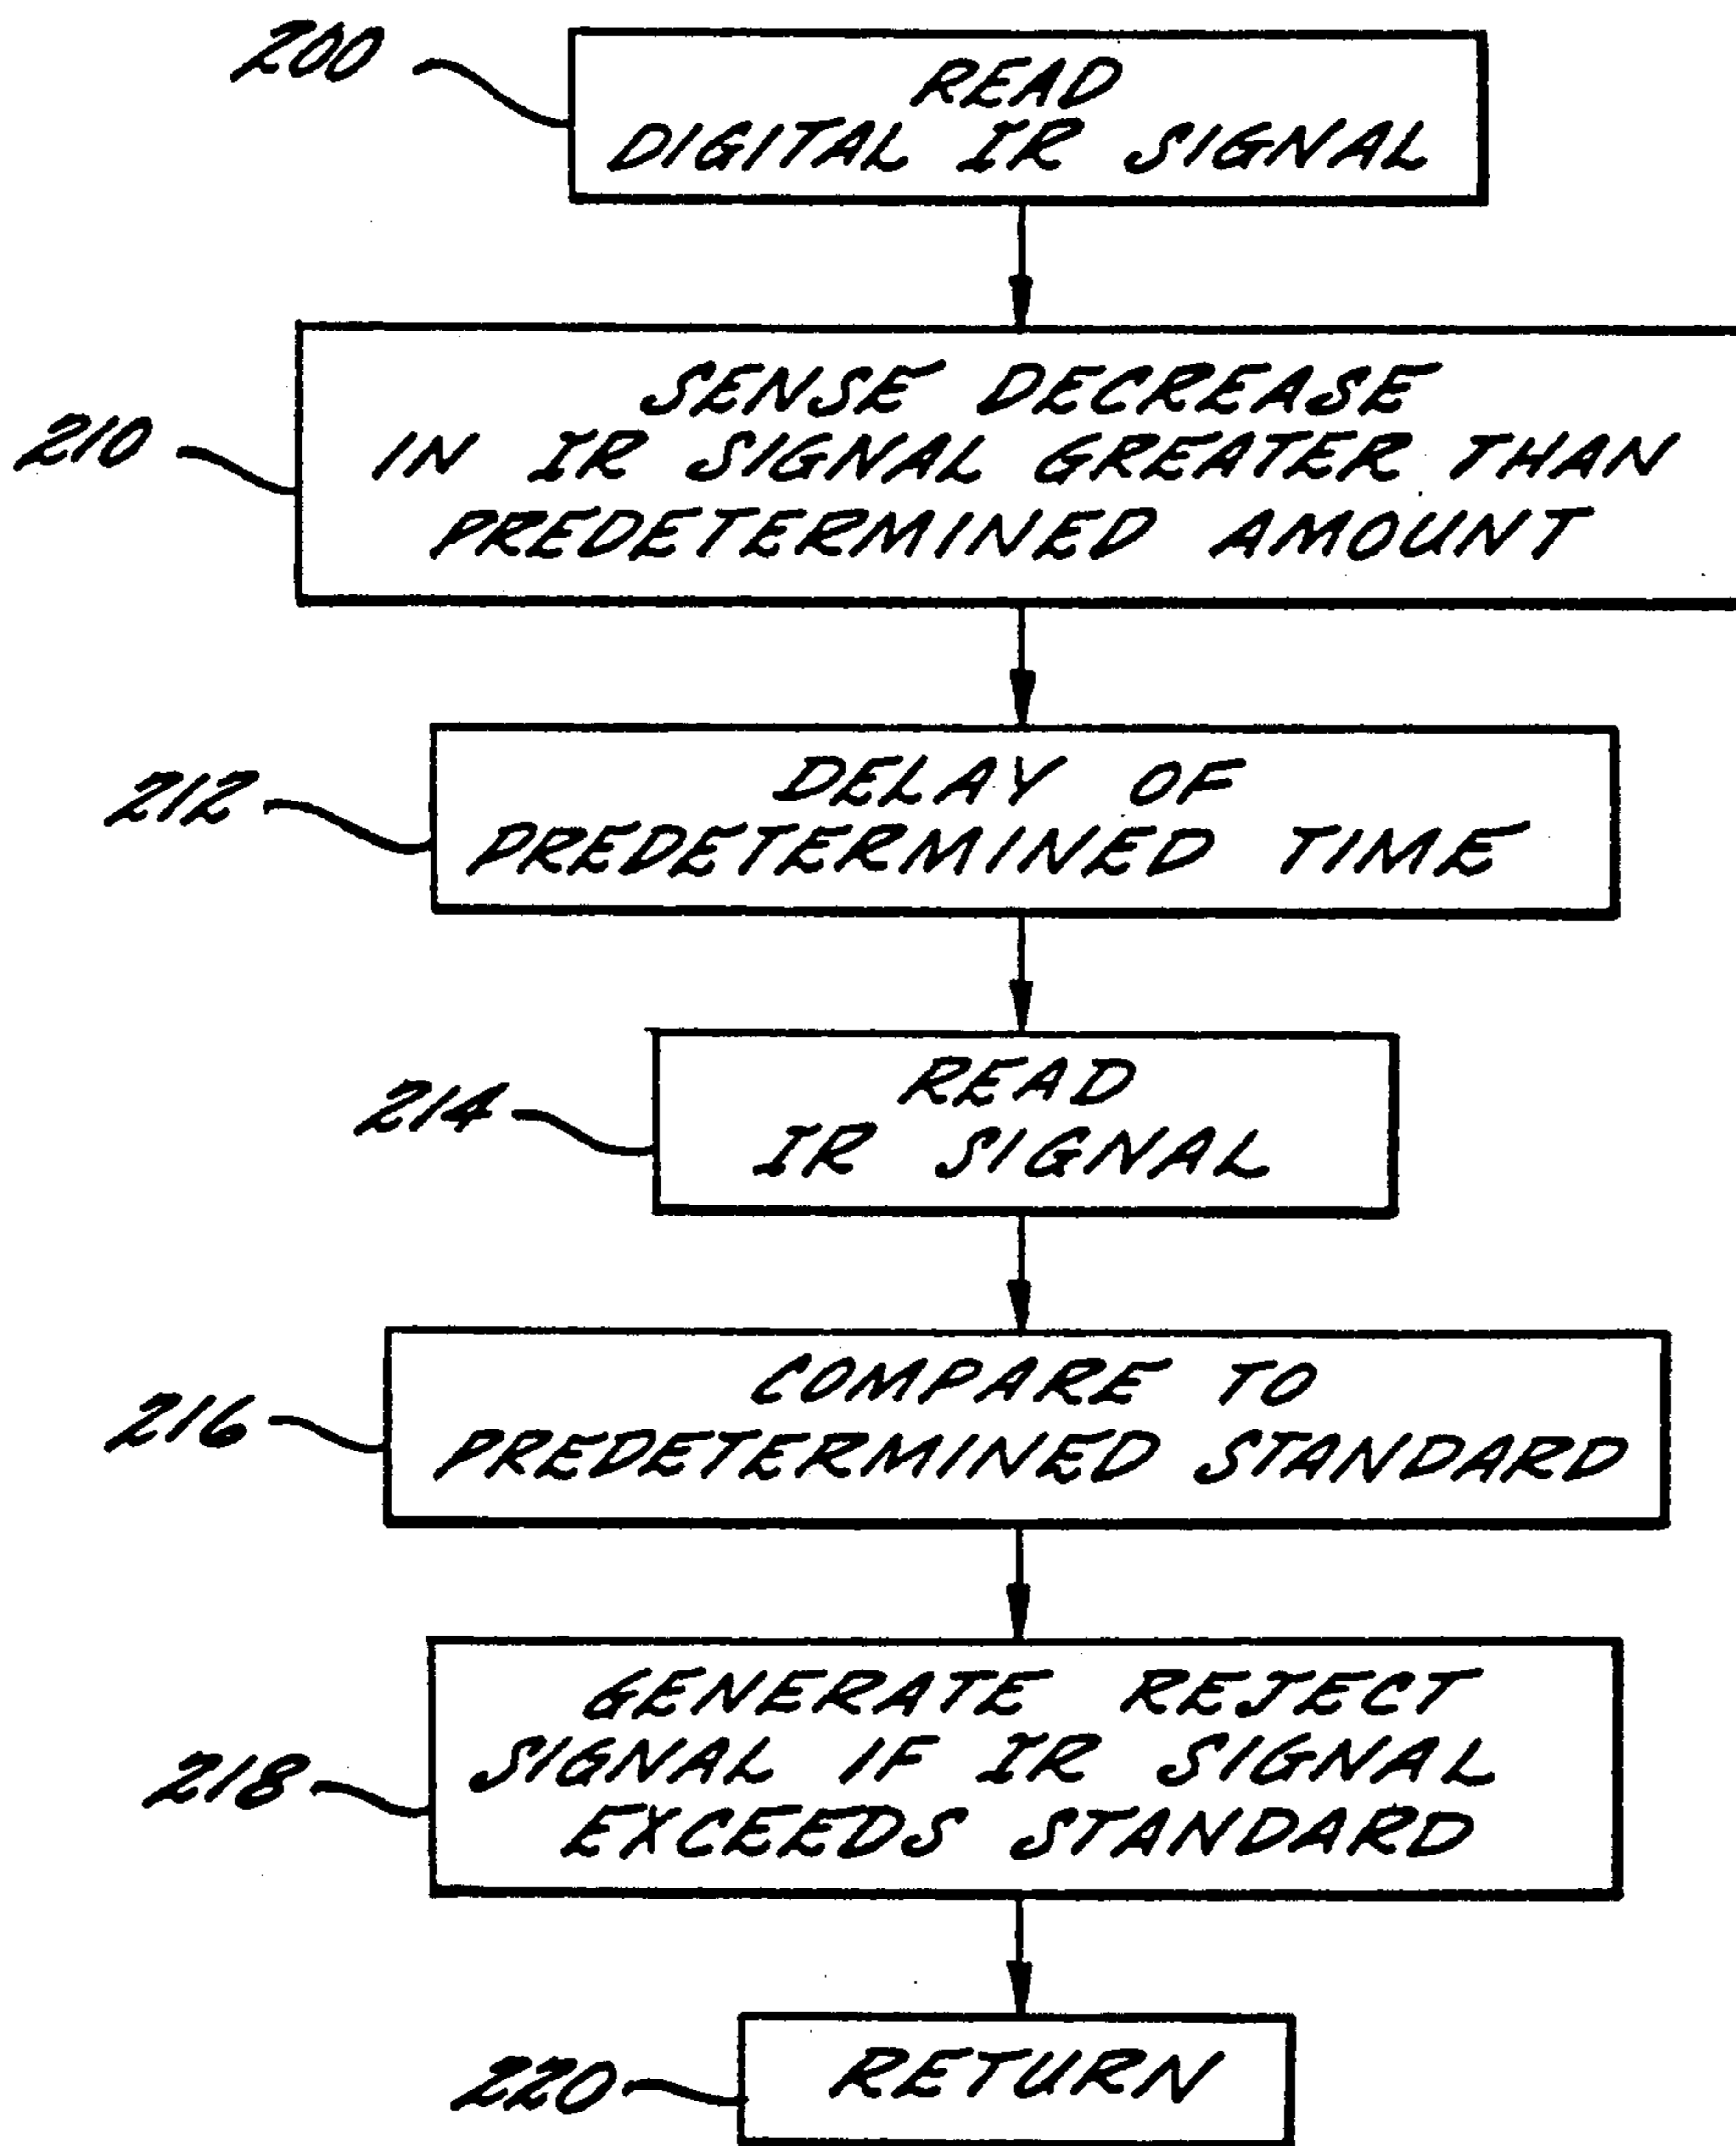 200
READ
DIGITAL IR SIGNAL
210
SENSE DECREASE
IN IR SIGNAL GREATER THAN
PREDETERMINED AMOUNT
212
DELAY OF
PREDETERMINED TIME
214
READ
IR SIGNAL
216
COMPARE TO
PREDETERMINED STANDARD
218
GENERATE REJECT
SIGNAL IF IR SIGNAL
EXCEEDS STANDARD
220
RETURN